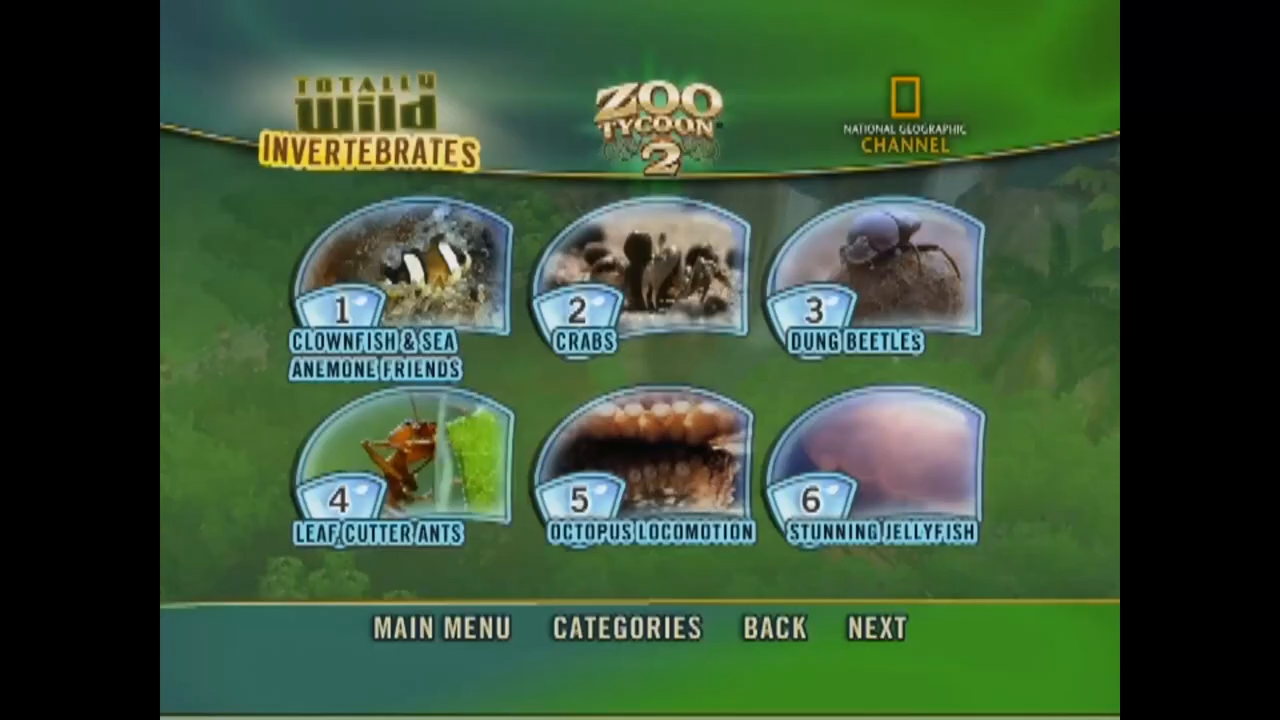 TOTALLY
Wild
INVERTEBRATES
ZOO
TYCOON
2
NATIONAL GEOGRAPHIC
CHANNEL
1
CLOWNFISH & SEA
ANEMONE FRIENDS
2
CRABS
3
DUNG BEETLES
4
LEAF CUTTER ANTS
5
OCTOPUS LOCOMOTION
6
STUNNING JELLYFISH
MAIN MENU CATEGORIES BACK NEXT